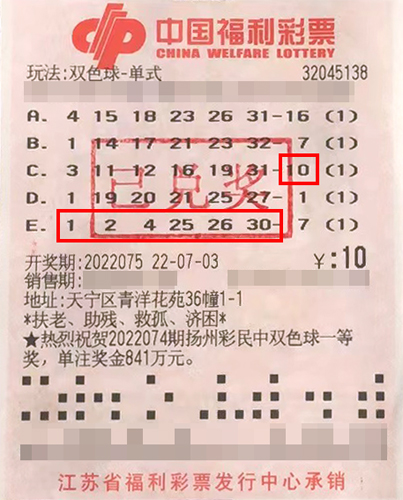 中国福利彩票
CHINA WELFARE LOTTERY
玩法:双色球-单式 32045138
A. 4 15 18 23 26 31-16 (1)
B. 1 14 17 21 23 32- 7 (1)
C. 3 11 12 16 19 31-10 (1)
D. 1 19 20 21 25 27- 1 (1)
E. 1 2 4 25 26 30- 7 (1)
已兑奖
开奖期:2022075 22-07-03 ¥:10
销售期:
地址:天宁区青洋花苑36幢1-1
*扶老、助残、救孤、济困*
★热烈祝贺2022074期扬州彩民中双色球一等
奖,单注奖金841万元。
江苏省福利彩票发行中心承销